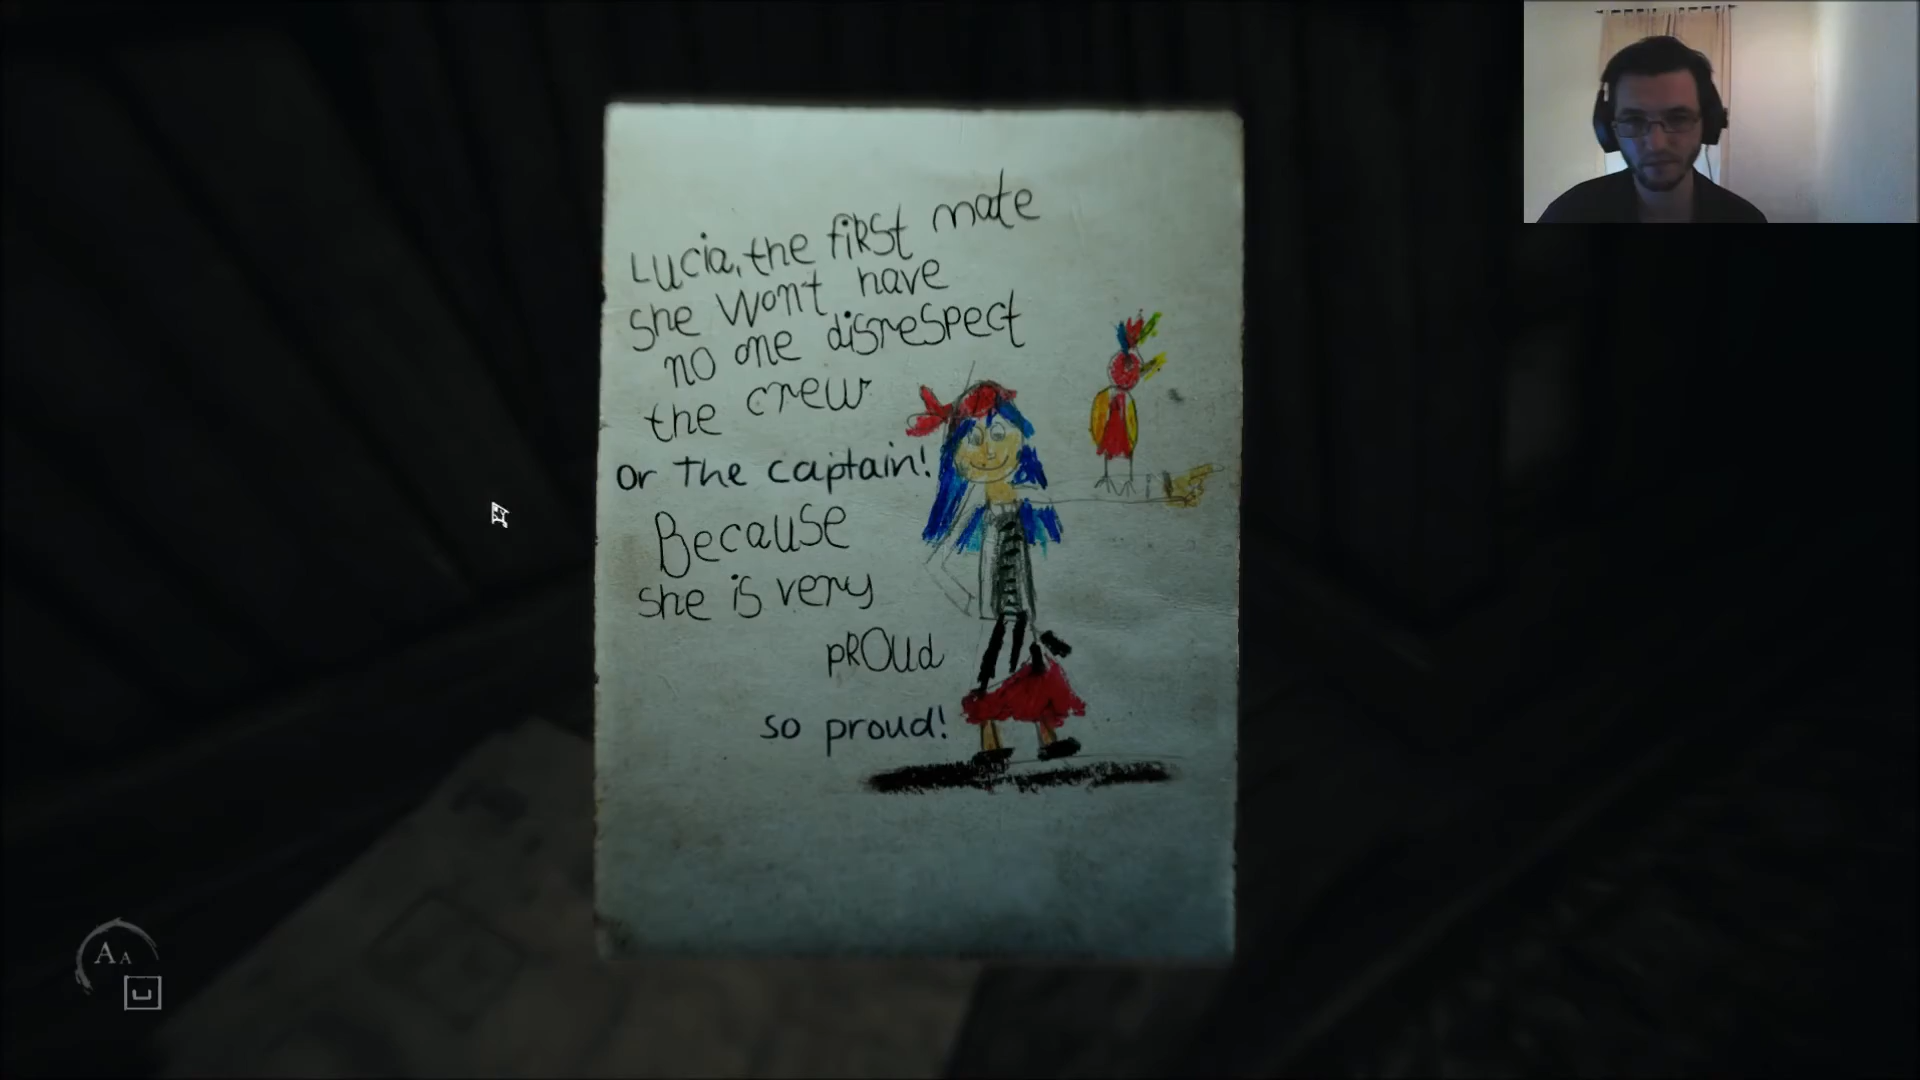 Lucia, the fiRSt mate
she won't have
no one disrespect
the crew
or The captain!
Because
she is very
pROUd
so proud!
AA